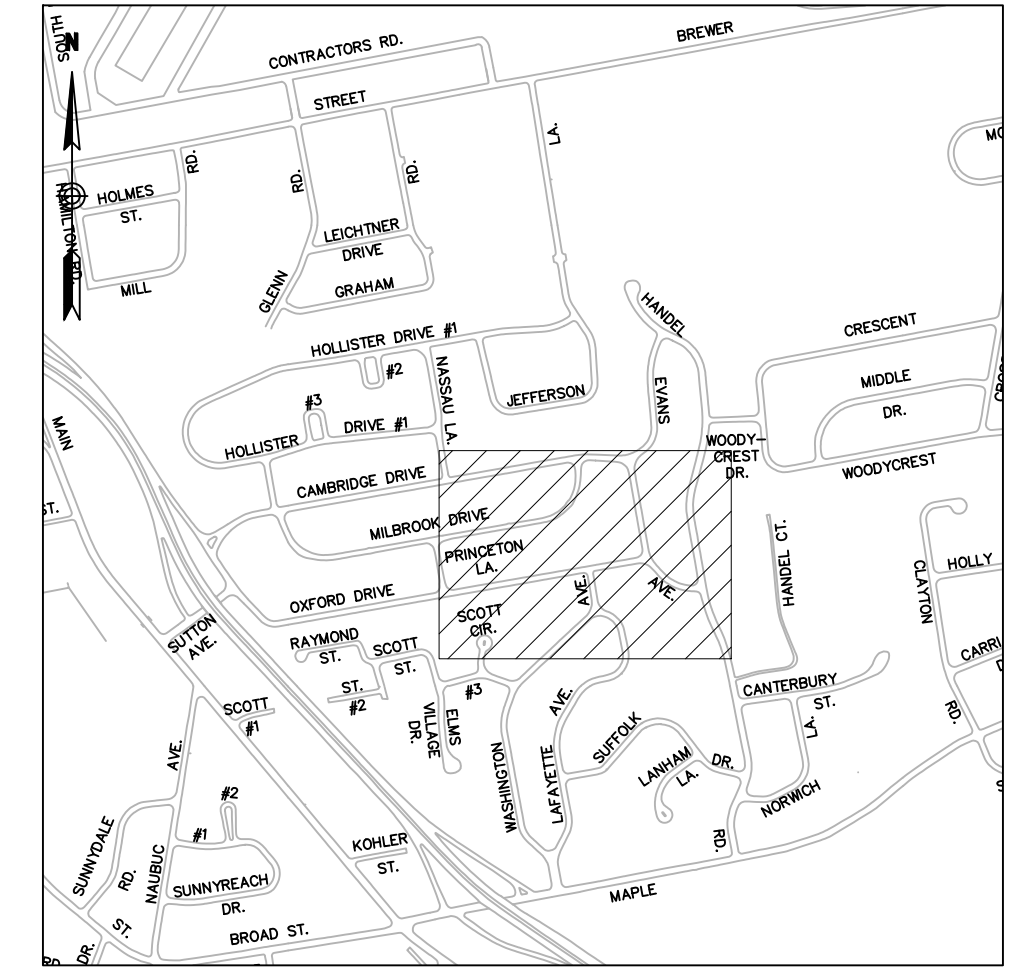 SOUTH
N
CONTRACTORS RD.
BREWER
STREET
LA.
RD.
RD.
RD.
HOLMES
ST.
HAMILTON RD.
MILL
LEICHTNER
DRIVE
GLENN
GRAHAM
HANDEL
CRESCENT
HOLLISTER DRIVE #1
#2
NASSAU LA.
JEFFERSON
EVANS
MIDDLE
DR.
#3
HOLLISTER
DRIVE #1
MAIN
ST.
WOODY-
CREST
DR.
WOODYCREST
CAMBRIDGE DRIVE
MILBROOK DRIVE
PRINCETON
LA.
OXFORD DRIVE
AVE.
AVE.
HANDEL CT.
CLAYTON
HOLLY
SCOTT
CIR.
SUTTON
AVE.
RAYMOND
ST.
SCOTT
ST.
ST.
#2
#3
CANTERBURY
ST.
LA.
RD.
SCOTT
#1
VILLAGE
DR.
ELMS
AVE.
WASHINGTON
LAFAYETTE
SUFFOLK
LANHAM
LA.
DR.
NORWICH
RD.
AVE.
#2
#1
SUNNYDALE
RD.
NAUBUC
SUNNYREACH
DR.
KOHLER
ST.
MAPLE
ST.
DR.
BROAD ST.